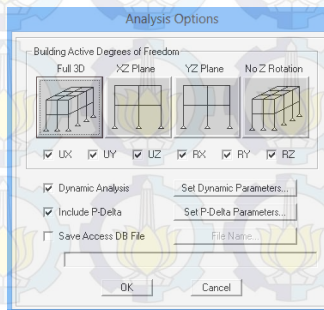 Analysis Options
Building Active Degrees of Freedom
Full 3D XZ Plane YZ Plane No Z Rotation
UX UY UZ RX RY RZ
Dynamic Analysis Set Dynamic Parameters...
Include P-Delta Set P-Delta Parameters...
Save Access DB File File Name...
OK Cancel